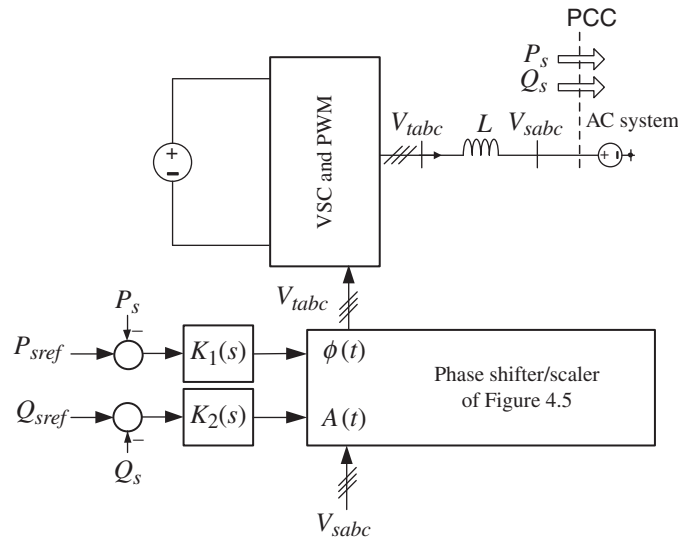 PCC
P_s
Q_s
V_tabc
L
V_sabc
AC system
+
−
VSC and PWM
+
−
V_tabc
P_s
−
P_sref
K_1(s)
ϕ(t)
Phase shifter/scaler
of Figure 4.5
Q_sref
K_2(s)
A(t)
−
Q_s
V_sabc